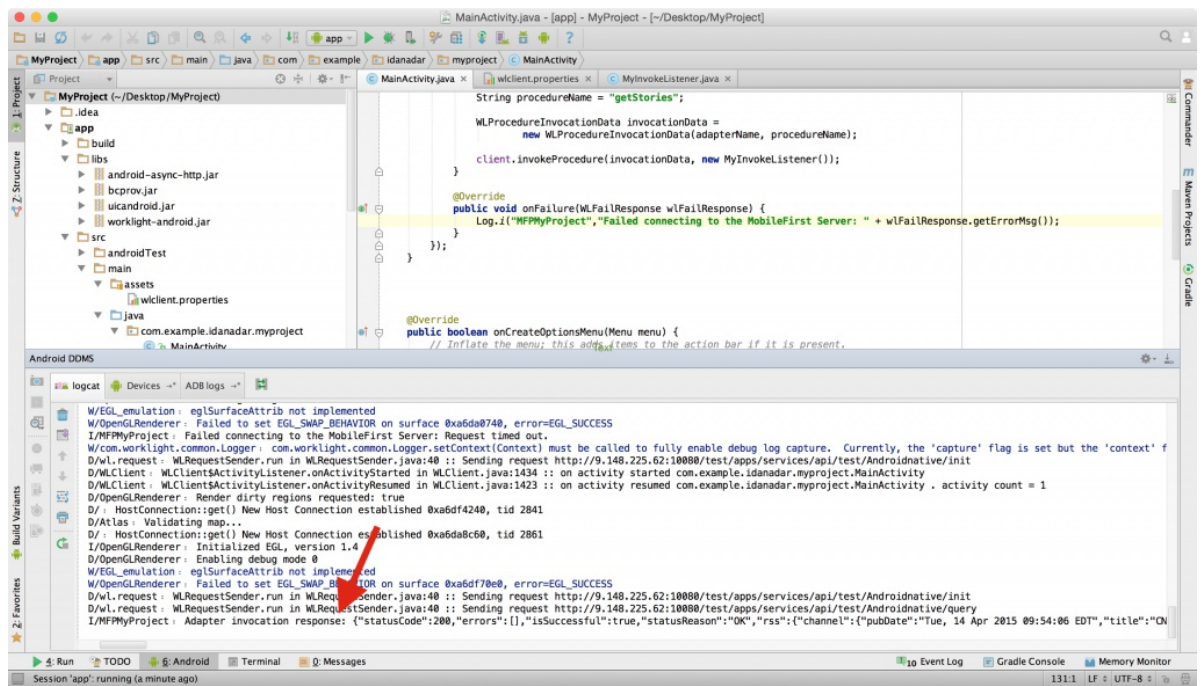 MainActivity.java - [app] - MyProject - [~/Desktop/MyProject]
app
MyProject app src main java com example idanadar myproject MainActivity
Project
MainActivity.java × wlclient.properties × MyInvokeListener.java ×
1: Project
Z: Structure
Build Variants
2: Favorites
Commander
m Maven Projects
Gradle
MyProject (~/Desktop/MyProject)
.idea
app
build
libs
android-async-http.jar
bcprov.jar
uicandroid.jar
worklight-android.jar
src
androidTest
main
assets
wlclient.properties
java
com.example.idanadar.myproject
MainActivity
String procedureName = "getStories";
WLProcedureInvocationData invocationData =
new WLProcedureInvocationData(adapterName, procedureName);
client.invokeProcedure(invocationData, new MyInvokeListener());
}
@Override
public void onFailure(WLFailResponse wlFailResponse) {
Log.i("MFPMyProject","Failed connecting to the MobileFirst Server: " + wlFailResponse.getErrorMsg());
}
});
}
@Override
public boolean onCreateOptionsMenu(Menu menu) {
// Inflate the menu; this adds items to the action bar if it is present.
Text
Android DDMS
logcat Devices ADB logs
W/EGL_emulation﹕ eglSurfaceAttrib not implemented
W/OpenGLRenderer﹕ Failed to set EGL_SWAP_BEHAVIOR on surface 0xa6da0740, error=EGL_SUCCESS
I/MFPMyProject﹕ Failed connecting to the MobileFirst Server: Request timed out.
W/com.worklight.common.Logger﹕ com.worklight.common.Logger.setContext(Context) must be called to fully enable debug log capture.  Currently, the 'capture' flag is set but the 'context' f
D/wl.request﹕ WLRequestSender.run in WLRequestSender.java:40 :: Sending request http://9.148.225.62:10080/test/apps/services/api/test/Androidnative/init
D/WLClient﹕ WLClient$ActivityListener.onActivityStarted in WLClient.java:1434 :: on activity started com.example.idanadar.myproject.MainActivity
D/WLClient﹕ WLClient$ActivityListener.onActivityResumed in WLClient.java:1423 :: on activity resumed com.example.idanadar.myproject.MainActivity . activity count = 1
D/OpenGLRenderer﹕ Render dirty regions requested: true
D/﹕ HostConnection::get() New Host Connection established 0xa6df4240, tid 2841
D/Atlas﹕ Validating map...
D/﹕ HostConnection::get() New Host Connection established 0xa6da8c60, tid 2861
I/OpenGLRenderer﹕ Initialized EGL, version 1.4
D/OpenGLRenderer﹕ Enabling debug mode 0
W/EGL_emulation﹕ eglSurfaceAttrib not implemented
W/OpenGLRenderer﹕ Failed to set EGL_SWAP_BEHAVIOR on surface 0xa6df70e0, error=EGL_SUCCESS
D/wl.request﹕ WLRequestSender.run in WLRequestSender.java:40 :: Sending request http://9.148.225.62:10080/test/apps/services/api/test/Androidnative/init
D/wl.request﹕ WLRequestSender.run in WLRequestSender.java:40 :: Sending request http://9.148.225.62:10080/test/apps/services/api/test/Androidnative/query
I/MFPMyProject﹕ Adapter invocation response: {"statusCode":200,"errors":[],"isSuccessful":true,"statusReason":"OK","rss":{"channel":{"pubDate":"Tue, 14 Apr 2015 09:54:06 EDT","title":"CN
4: Run TODO 6: Android Terminal 0: Messages 10 Event Log Gradle Console Memory Monitor
Session 'app': running (a minute ago) 131:1 LF UTF-8